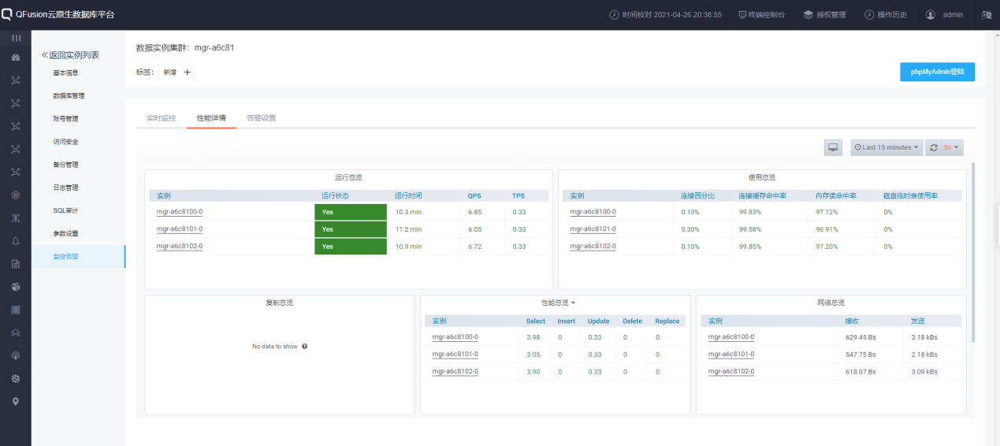 QFusion云原生数据库平台
时间校对 2021-04-26 20:38:55 终端控制台 授权管理 操作历史 admin
返回实例列表
基本信息
数据库管理
账号管理
访问安全
备份管理
日志管理
SQL审计
参数设置
监控告警
数据实例集群：mgr-a6c81
标签： 新增 +
phpMyAdmin登陆
实时监控 性能详情 告警设置
Last 15 minutes 5s
运行总览
实例 运行状态 运行时间 QPS TPS
mgr-a6c8100-0 Yes 10.3 min 6.85 0.33
mgr-a6c8101-0 Yes 11.2 min 6.05 0.33
mgr-a6c8102-0 Yes 10.9 min 6.72 0.33
使用总览
实例 连接百分比 连接缓存命中率 内存读命中率 磁盘临时表使用率
mgr-a6c8100-0 0.10% 99.83% 97.12% 0%
mgr-a6c8101-0 0.30% 99.58% 96.91% 0%
mgr-a6c8102-0 0.10% 99.85% 97.20% 0%
复制总览
No data to show
性能总览
实例 Select Insert Update Delete Replace
mgr-a6c8100-0 3.98 0 0.33 0 0
mgr-a6c8101-0 3.05 0 0.33 0 0
mgr-a6c8102-0 3.90 0 0.33 0 0
网络总览
实例 接收 发送
mgr-a6c8100-0 629.45 Bs 3.18 kBs
mgr-a6c8101-0 547.75 Bs 2.18 kBs
mgr-a6c8102-0 618.07 Bs 3.09 kBs